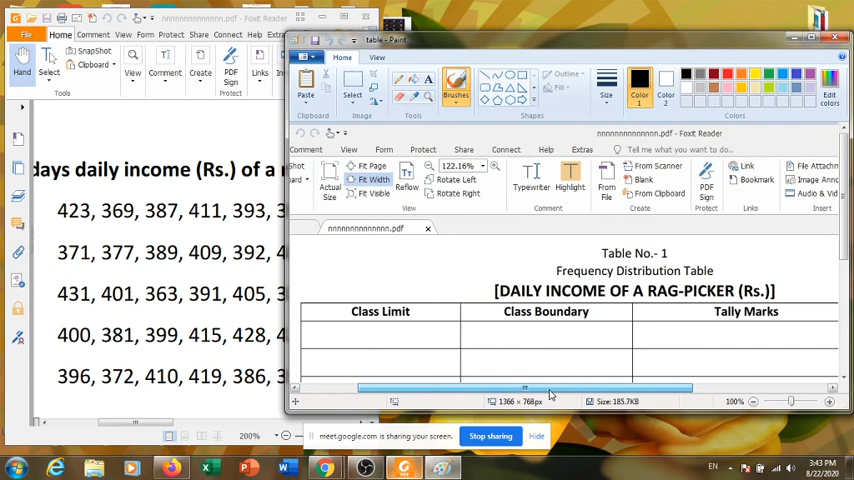 nnnnnnnnnnnnn.pdf - Foxit Reader
File Home Comment View Form Protect Share Connect Help Extras
Hand
Select
SnapShot
Clipboard
View
Comment
Create
PDF Sign
Links
Tools
Protect
days daily income (Rs.) of a
423, 369, 387, 411, 393,
371, 377, 389, 409, 392,
431, 401, 363, 391, 405,
400, 381, 399, 415, 428,
396, 372, 410, 419, 386,
200%
table - Paint
Home View
Paste
Select
Brushes
Outline
Fill
Size
Color 1
Color 2
Edit colors
Clipboard Image Tools Shapes Colors
nnnnnnnnnnnnn.pdf - Foxit Reader
Comment View Form Protect Share Connect Help Extras Tell me what you want to do...
Actual Size
Fit Page
Fit Width
Fit Visible
Reflow
122.16%
Rotate Left
Rotate Right
Typewriter
Highlight
From File
From Scanner
Blank
From Clipboard
PDF Sign
Link
Bookmark
File Attachm
Image Anno
Audio & Vid
View Comment Create Protect Links Insert
nnnnnnnnnnnnn.pdf
Table No.- 1
Frequency Distribution Table
[DAILY INCOME OF A RAG-PICKER (Rs.)]
Class Limit Class Boundary Tally Marks
1366 × 768px Size: 185.7KB 100%
meet.google.com is sharing your screen. Stop sharing Hide
EN
3:43 PM
8/22/2020